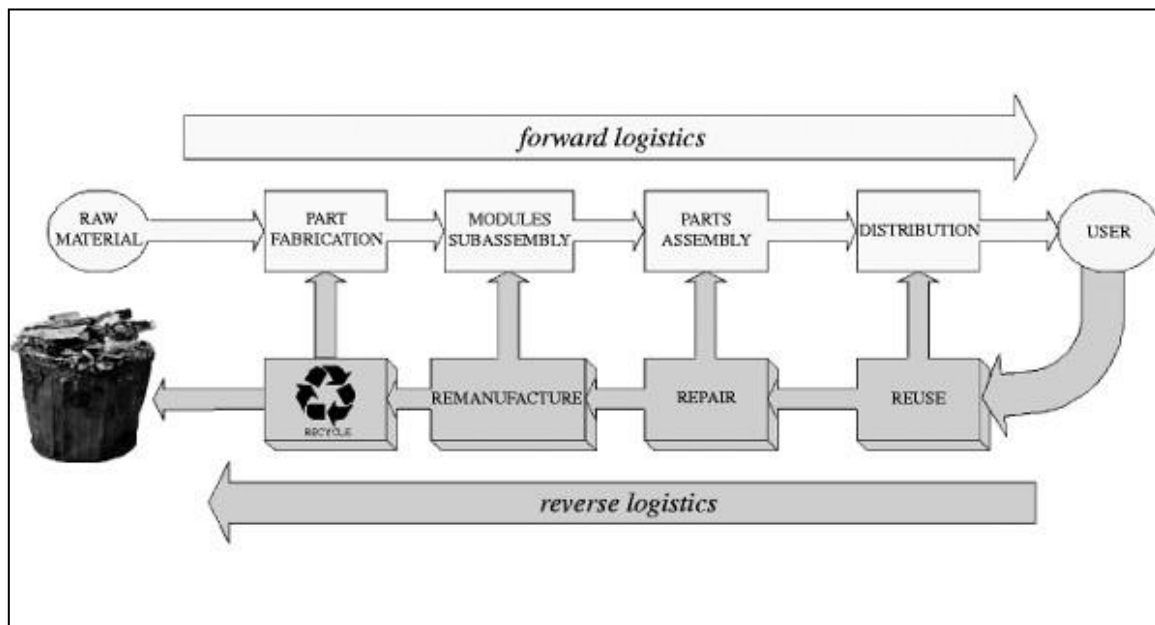 forward logistics
RAW
MATERIAL
PART
FABRICATION
MODULES
SUBASSEMBLY
PARTS
ASSEMBLY
DISTRIBUTION
USER
RECYCLE
REMANUFACTURE
REPAIR
REUSE
reverse logistics